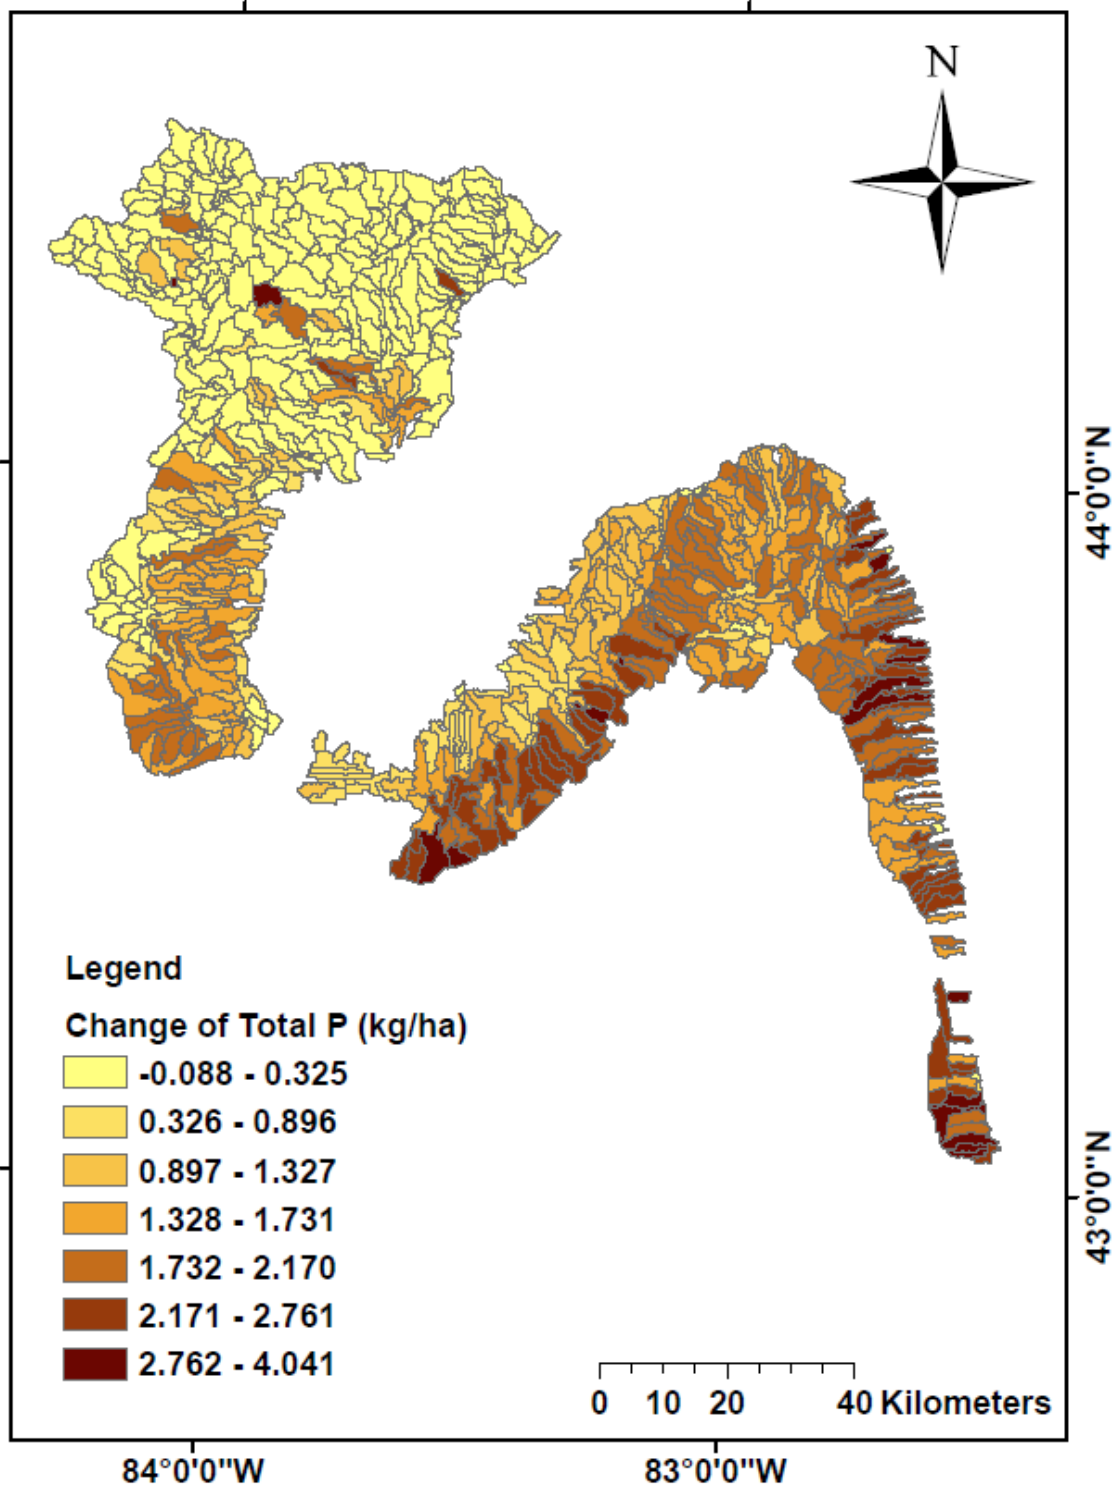 N
44°0'0"N
Legend
Change of Total P (kg/ha)
-0.088 - 0.325
0.326 - 0.896
0.897 - 1.327
1.328 - 1.731
1.732 - 2.170
2.171 - 2.761
2.762 - 4.041
43°0'0"N
0 10 20 40 Kilometers
84°0'0"W 83°0'0"W